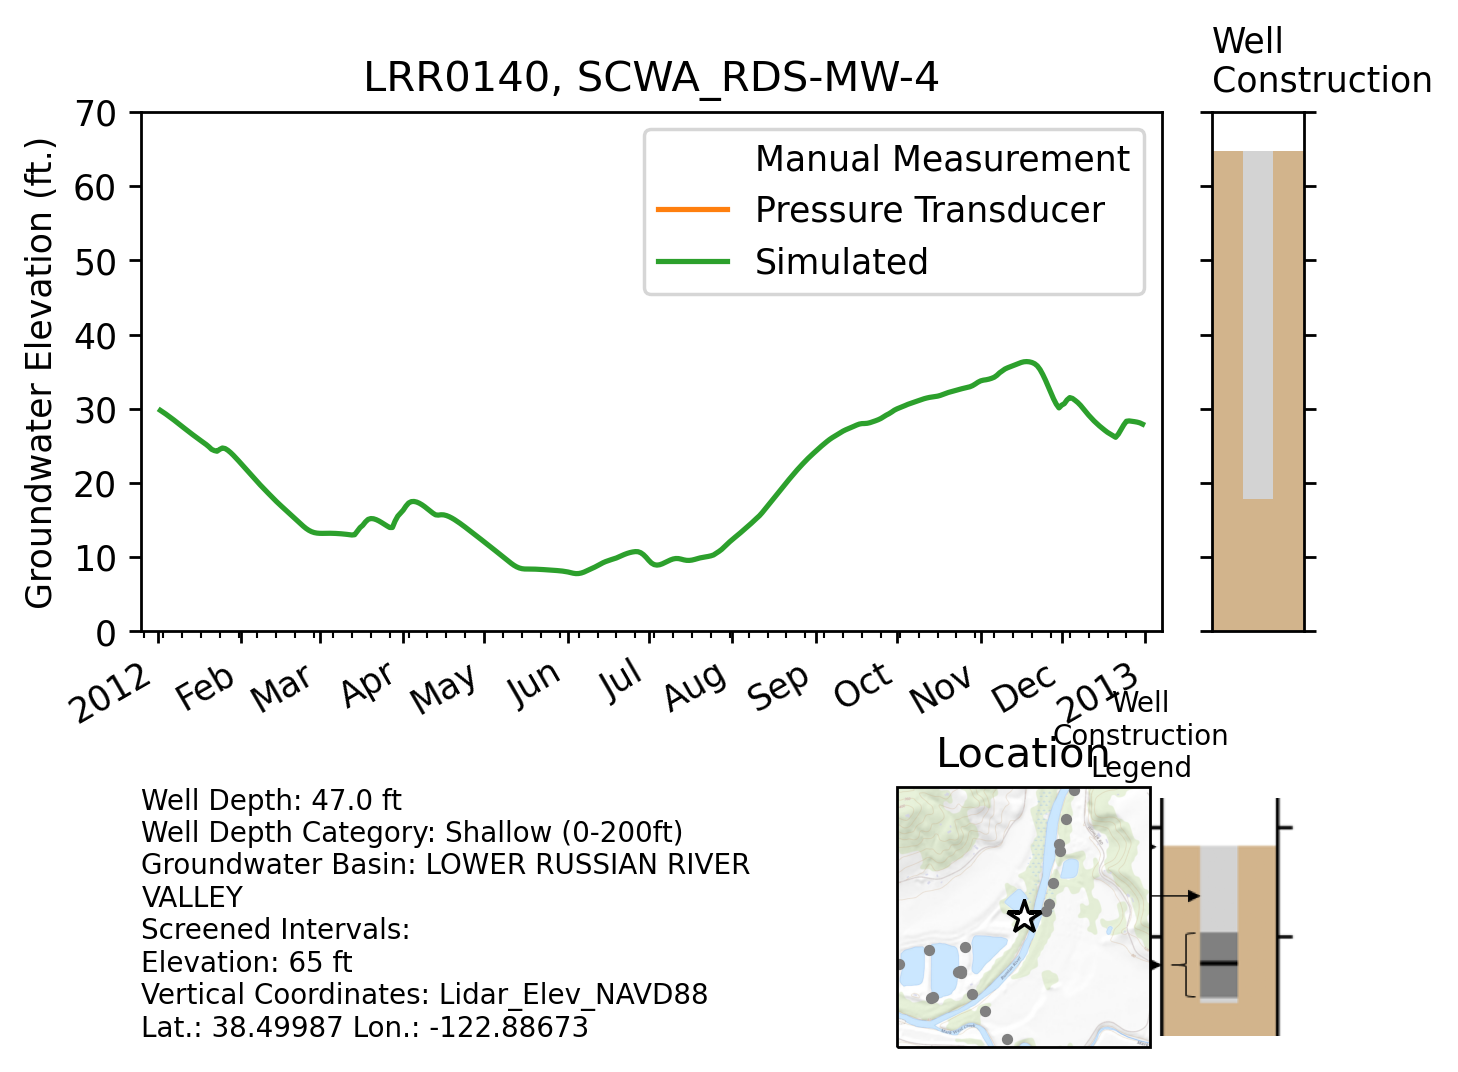 Well
Construction
LRR0140, SCWA_RDS-MW-4
Groundwater Elevation (ft.)
70
60
50
40
30
20
10
0
Manual Measurement
Pressure Transducer
Simulated
2012
Feb
Mar
Apr
May
Jun
Jul
Aug
Sep
Oct
Nov
Dec
2013
Well
Construction
Legend
Location
Well Depth: 47.0 ft
Well Depth Category: Shallow (0-200ft)
Groundwater Basin: LOWER RUSSIAN RIVER
VALLEY
Screened Intervals:
Elevation: 65 ft
Vertical Coordinates: Lidar_Elev_NAVD88
Lat.: 38.49987 Lon.: -122.88673